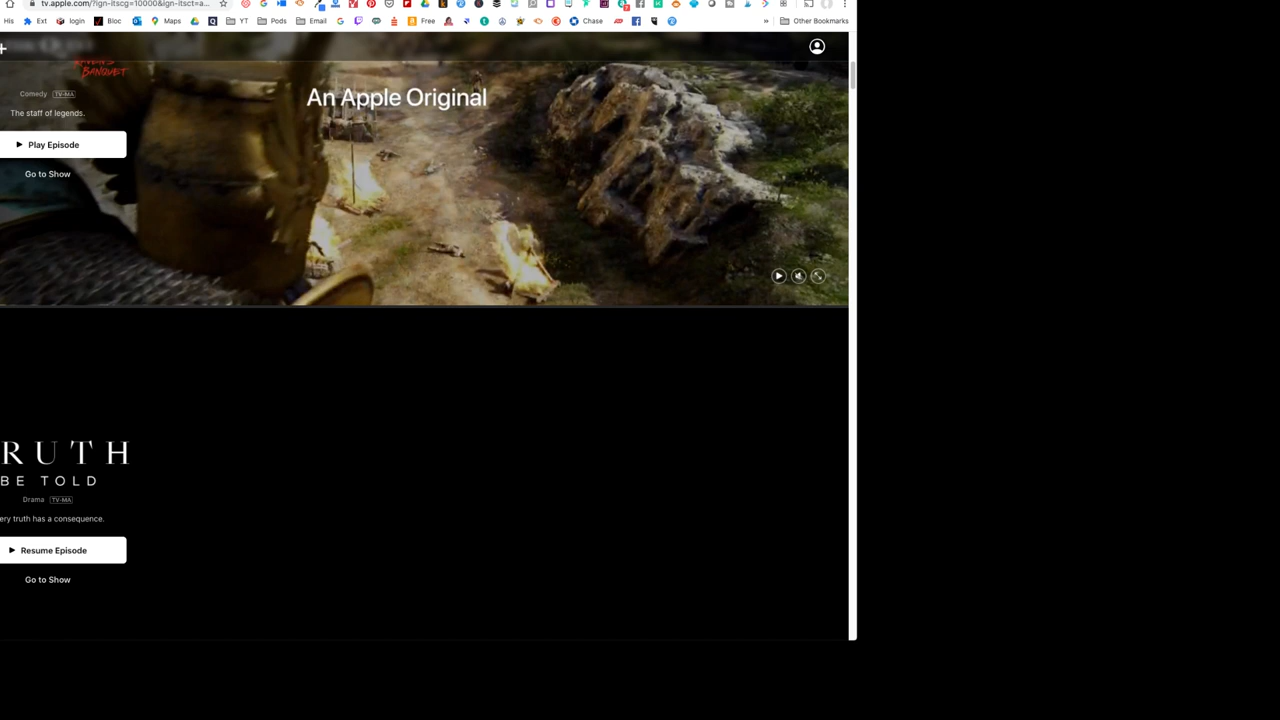 tv.apple.com/?ign-itscg=10000&ign-itsct=a...
His Ext login Bloc Maps YT Pods Email Free Chase » Other Bookmarks
BANQUET
An Apple Original
Comedy TV-MA
The staff of legends.
Play Episode
Go to Show
RUTH
BE TOLD
Drama TV-MA
ery truth has a consequence.
Resume Episode
Go to Show